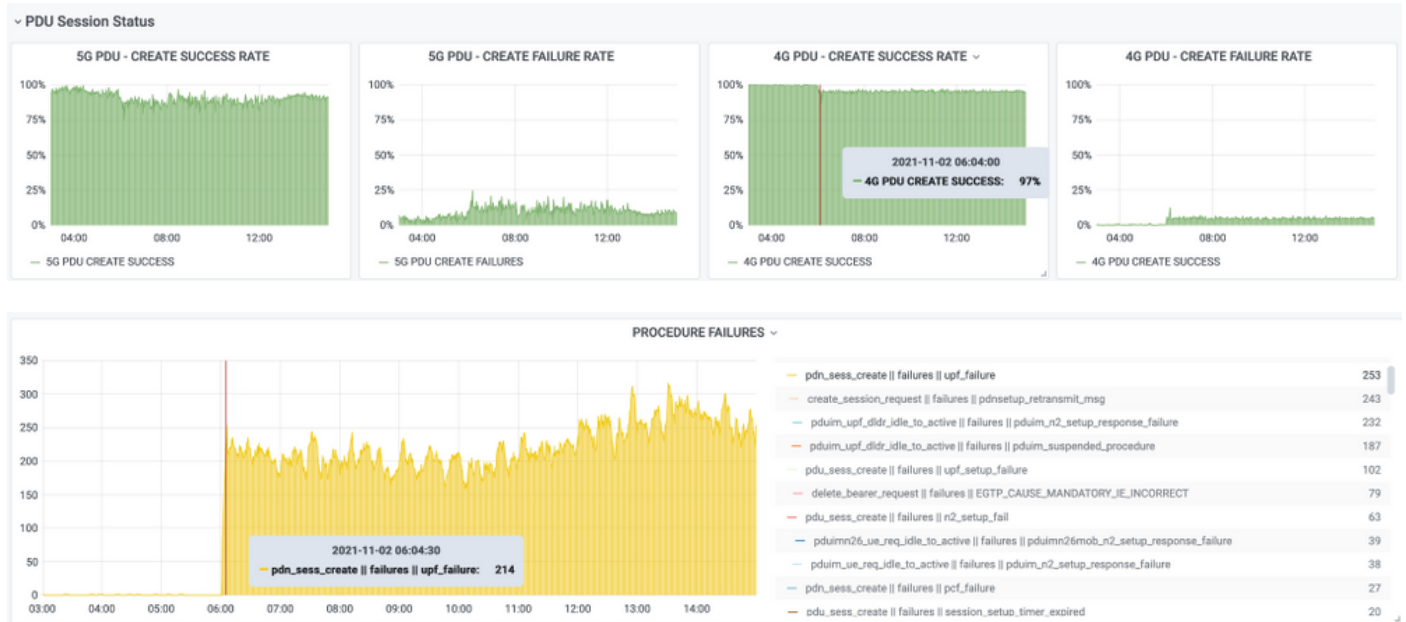 PDU Session Status
5G PDU - CREATE SUCCESS RATE
100%
75%
50%
25%
0%
04:00 08:00 12:00
5G PDU CREATE SUCCESS
5G PDU - CREATE FAILURE RATE
100%
75%
50%
25%
0%
04:00 08:00 12:00
5G PDU CREATE FAILURES
4G PDU - CREATE SUCCESS RATE
100%
75%
50%
25%
0%
2021-11-02 06:04:00
4G PDU CREATE SUCCESS: 97%
04:00 08:00 12:00
4G PDU CREATE SUCCESS
4G PDU - CREATE FAILURE RATE
100%
75%
50%
25%
0%
04:00 08:00 12:00
4G PDU CREATE SUCCESS
PROCEDURE FAILURES
350
300
250
200
150
100
50
0
2021-11-02 06:04:30
pdn_sess_create || failures || upf_failure: 214
03:00 04:00 05:00 06:00 07:00 08:00 09:00 10:00 11:00 12:00 13:00 14:00
pdn_sess_create || failures || upf_failure 253
create_session_request || failures || pdnsetup_retransmit_msg 243
pduim_upf_dldr_idle_to_active || failures || pduim_n2_setup_response_failure 232
pduim_upf_dldr_idle_to_active || failures || pduim_suspended_procedure 187
pdu_sess_create || failures || upf_setup_failure 102
delete_bearer_request || failures || EGTP_CAUSE_MANDATORY_IE_INCORRECT 79
pdu_sess_create || failures || n2_setup_fail 63
pduimn26_ue_req_idle_to_active || failures || pduimn26mob_n2_setup_response_failure 39
pduim_ue_req_idle_to_active || failures || pduim_n2_setup_response_failure 38
pdn_sess_create || failures || pcf_failure 27
pdu_sess_create || failures || session_setup_timer_expired 20